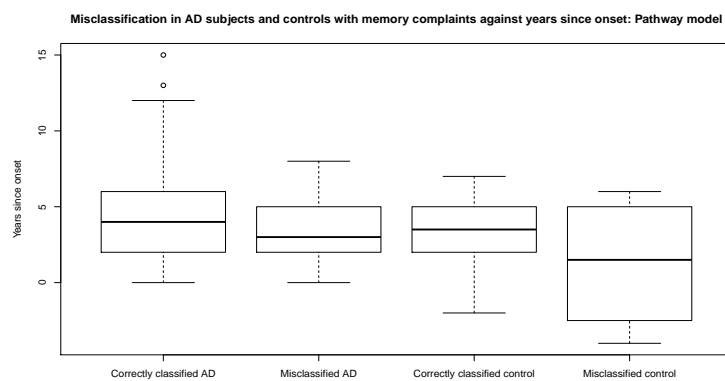 Misclassification in AD subjects and controls with memory complaints against years since onset: Pathway model
15
10
5
0
Years since onset
Correctly classified AD Misclassified AD Correctly classified control Misclassified control